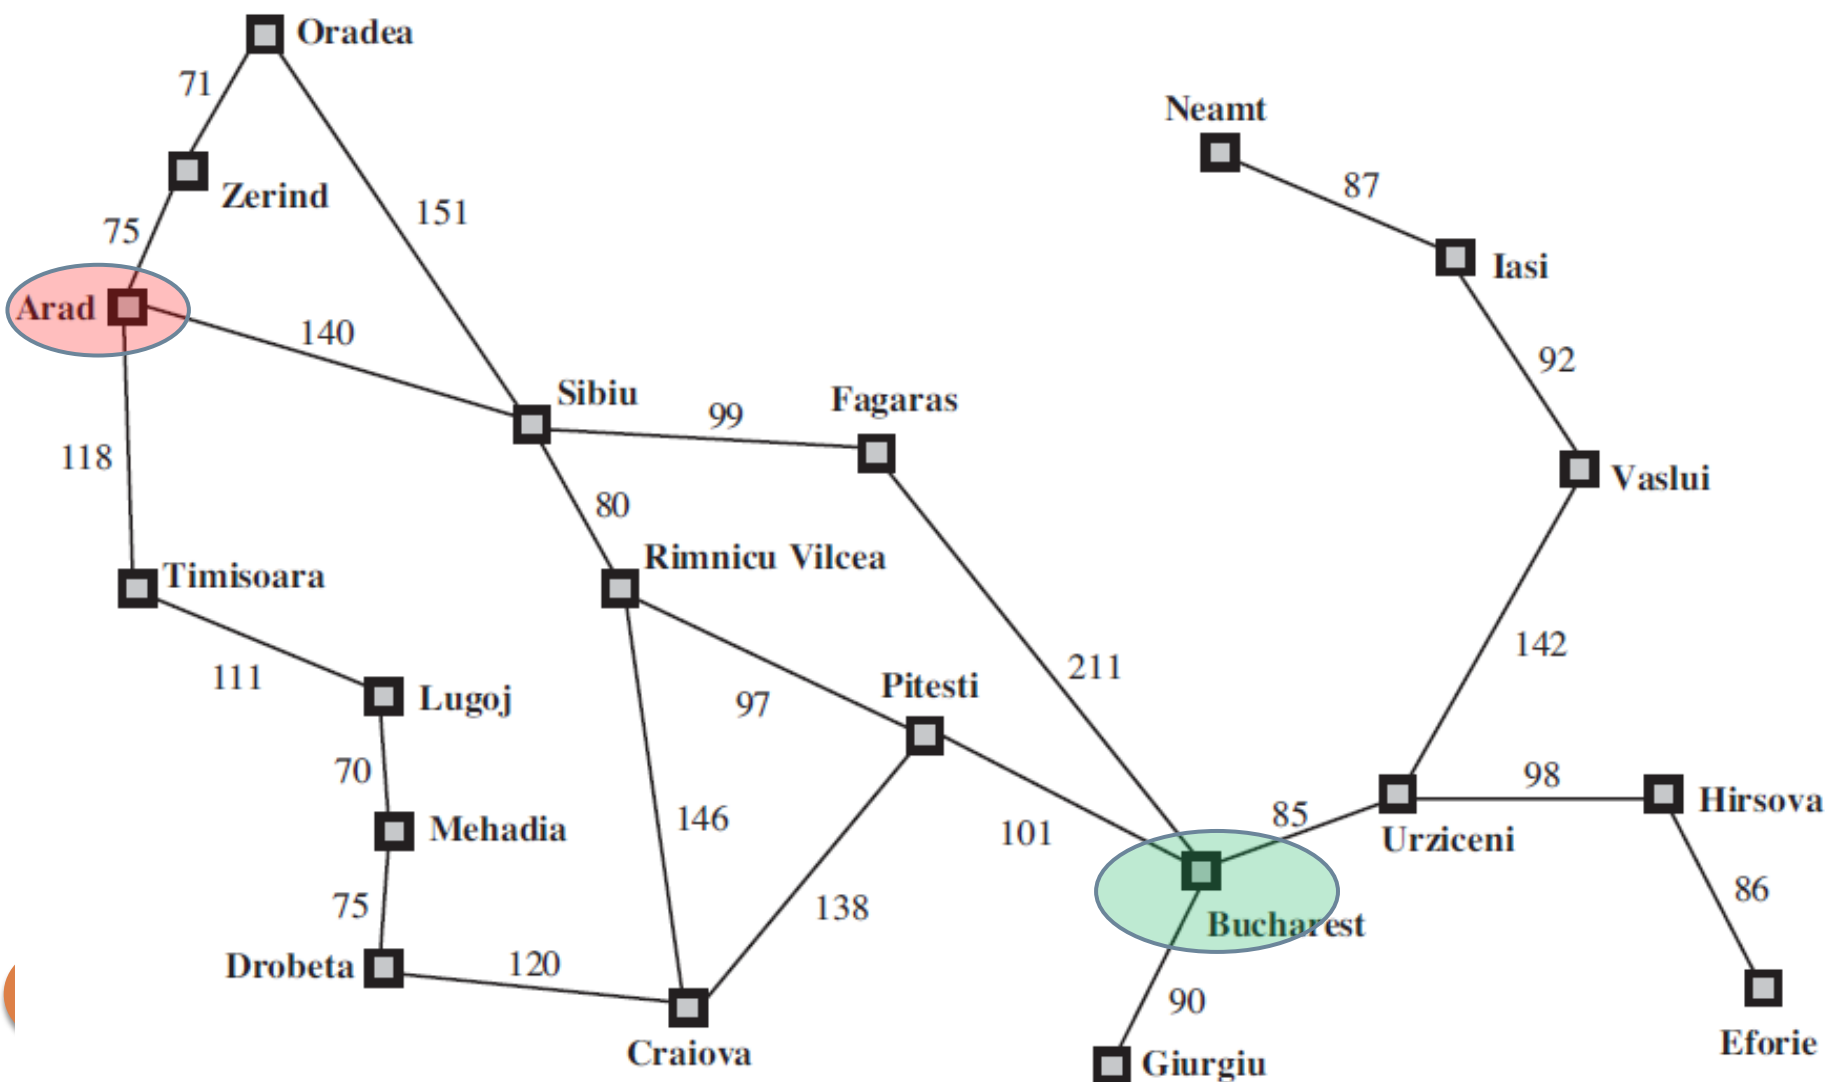 Oradea
71
Neamt
87
Zerind
151
75
Iasi
Arad
140
92
Sibiu
Fagaras
99
118
Vaslui
80
Rimnicu Vilcea
Timisoara
142
211
111
Pitesti
Lugoj
97
70
98
Hirsova
85
146
101
Mehadia
Urziceni
86
75
138
Bucharest
Drobeta
120
90
Craiova
Eforie
Giurgiu